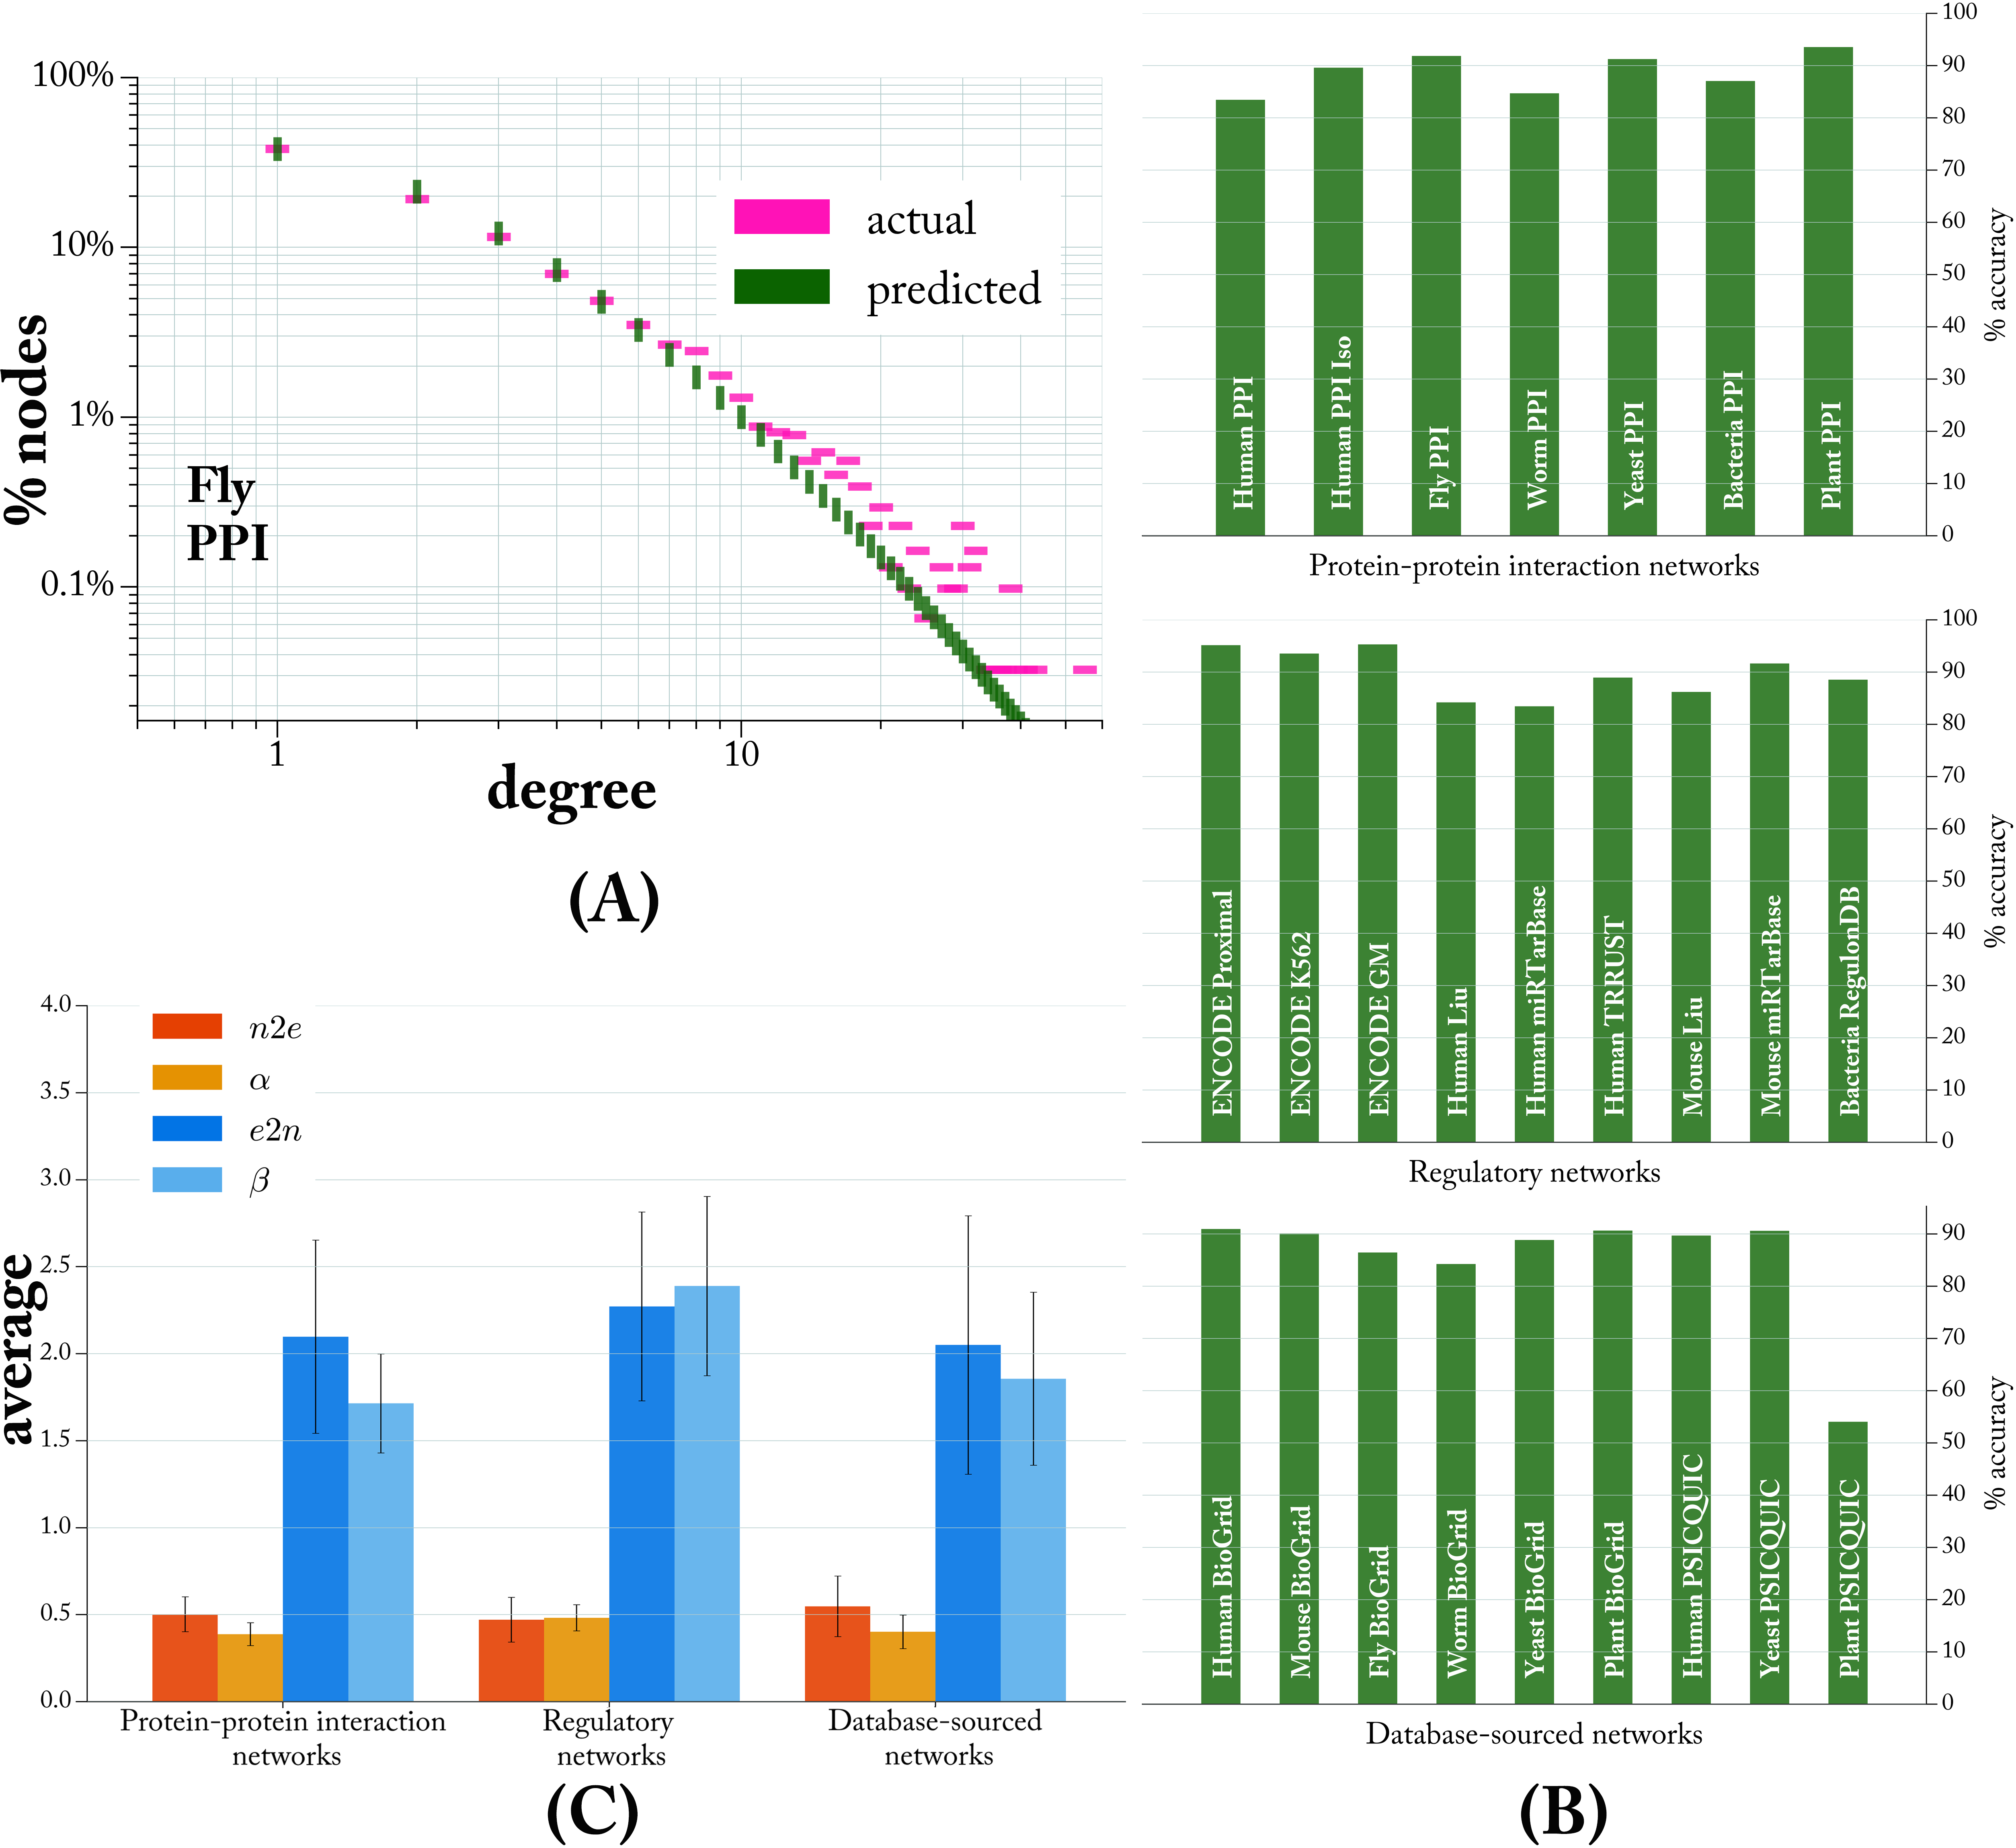 100%
10%
1%
0.1%
% nodes
actual
predicted
Fly
PPI
1
10
degree
(A)
100
90
80
70
60
50
40
30
20
10
0
% accuracy
Human PPI
Human PPI Iso
Fly PPI
Worm PPI
Yeast PPI
Bacteria PPI
Plant PPI
Protein-protein interaction networks
100
90
80
70
60
50
40
30
20
10
0
% accuracy
ENCODE Proximal
ENCODE K562
ENCODE GM
Human Liu
Human miRTarBase
Human TRRUST
Mouse Liu
Mouse miRTarBase
Bacteria RegulonDB
Regulatory networks
90
80
70
60
50
40
30
20
10
0
% accuracy
Human BioGrid
Mouse BioGrid
Fly BioGrid
Worm BioGrid
Yeast BioGrid
Plant BioGrid
Human PSICQUIC
Yeast PSICQUIC
Plant PSICQUIC
Database-sourced networks
(B)
4.0
3.5
3.0
2.5
2.0
1.5
1.0
0.5
0.0
average
n2e
α
e2n
β
Protein-protein interaction
networks
Regulatory
networks
Database-sourced
networks
(C)